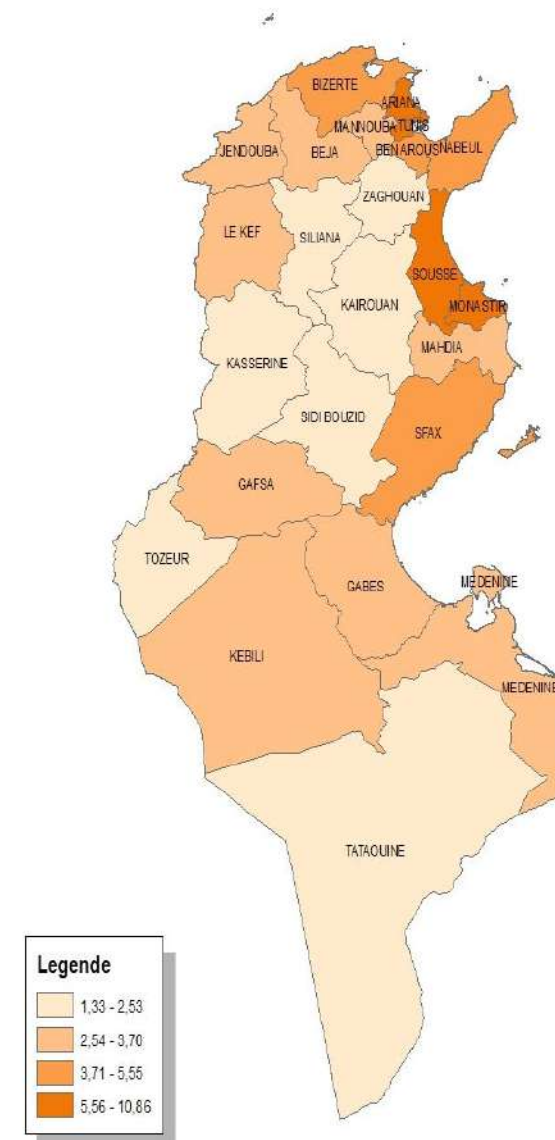 BIZERTE
ARIANA
MANNOUBA
TUNIS
JENDOUBA
BEJA
BEN AROUS
NABEUL
ZAGHOUAN
LE KEF
SILIANA
SOUSSE
KAIROUAN
MONASTIR
MAHDIA
KASSERINE
SIDI BOUZID
SFAX
GAFSA
TOZEUR
GABES
MEDENINE
KEBILI
MEDENINE
TATAOUINE
Legende
1,33 - 2,53
2,54 - 3,70
3,71 - 5,55
5,56 - 10,86